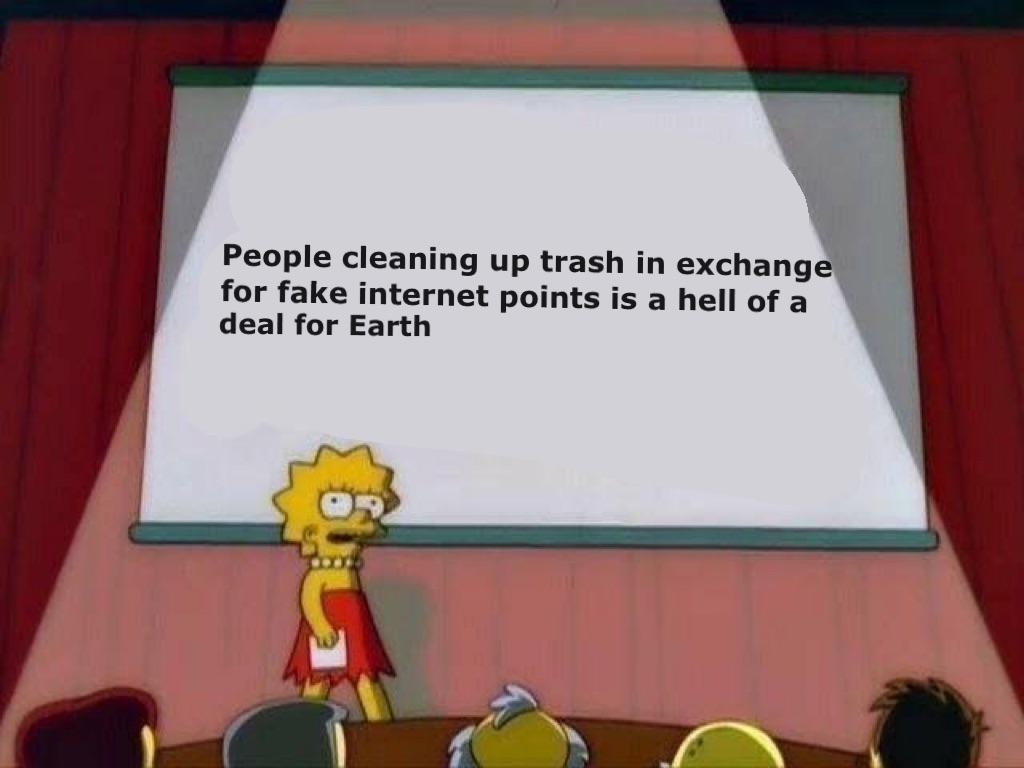 People cleaning up trash in exchange
for fake internet points is a hell of a
deal for Earth